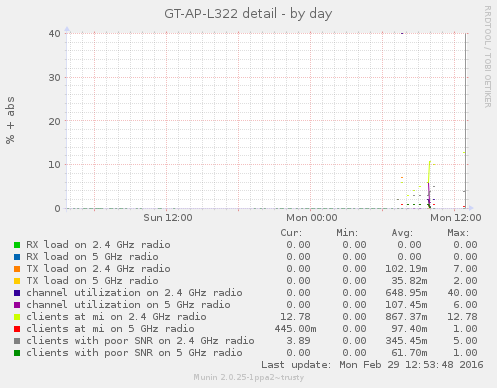 GT-AP-L322 detail - by day
RRDTOOL / TOBI OETIKER
% + abs
40
30
20
10
0
Sun 12:00 Mon 00:00 Mon 12:00
Cur: Min: Avg: Max:
RX load on 2.4 GHz radio 0.00 0.00 0.00 0.00
RX load on 5 GHz radio 0.00 0.00 0.00 0.00
TX load on 2.4 GHz radio 0.00 0.00 102.19m 7.00
TX load on 5 GHz radio 0.00 0.00 35.82m 2.00
channel utilization on 2.4 GHz radio 0.00 0.00 648.95m 40.00
channel utilization on 5 GHz radio 0.00 0.00 107.45m 6.00
clients at mi on 2.4 GHz radio 12.78 0.00 867.37m 12.78
clients at mi on 5 GHz radio 445.00m 0.00 97.40m 1.00
clients with poor SNR on 2.4 GHz radio 3.89 0.00 345.45m 5.00
clients with poor SNR on 5 GHz radio 0.00 0.00 61.70m 1.00
Last update: Mon Feb 29 12:53:48 2016
Munin 2.0.25-1ppa2~trusty